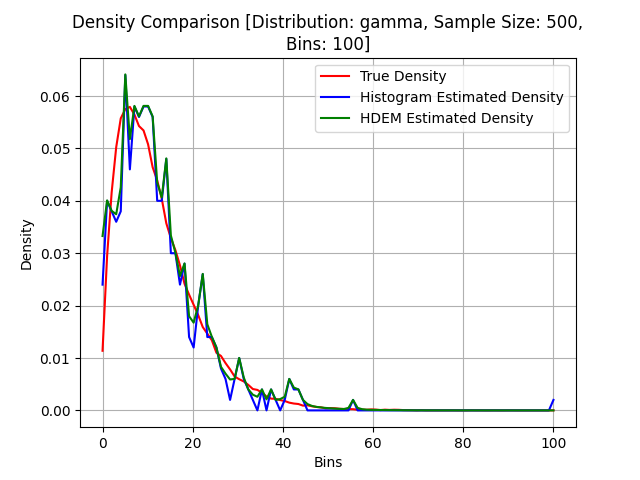 Density Comparison [Distribution: gamma, Sample Size: 500,
Bins: 100]
True Density
Histogram Estimated Density
HDEM Estimated Density
Density
0.06
0.05
0.04
0.03
0.02
0.01
0.00
0 20 40 60 80 100
Bins